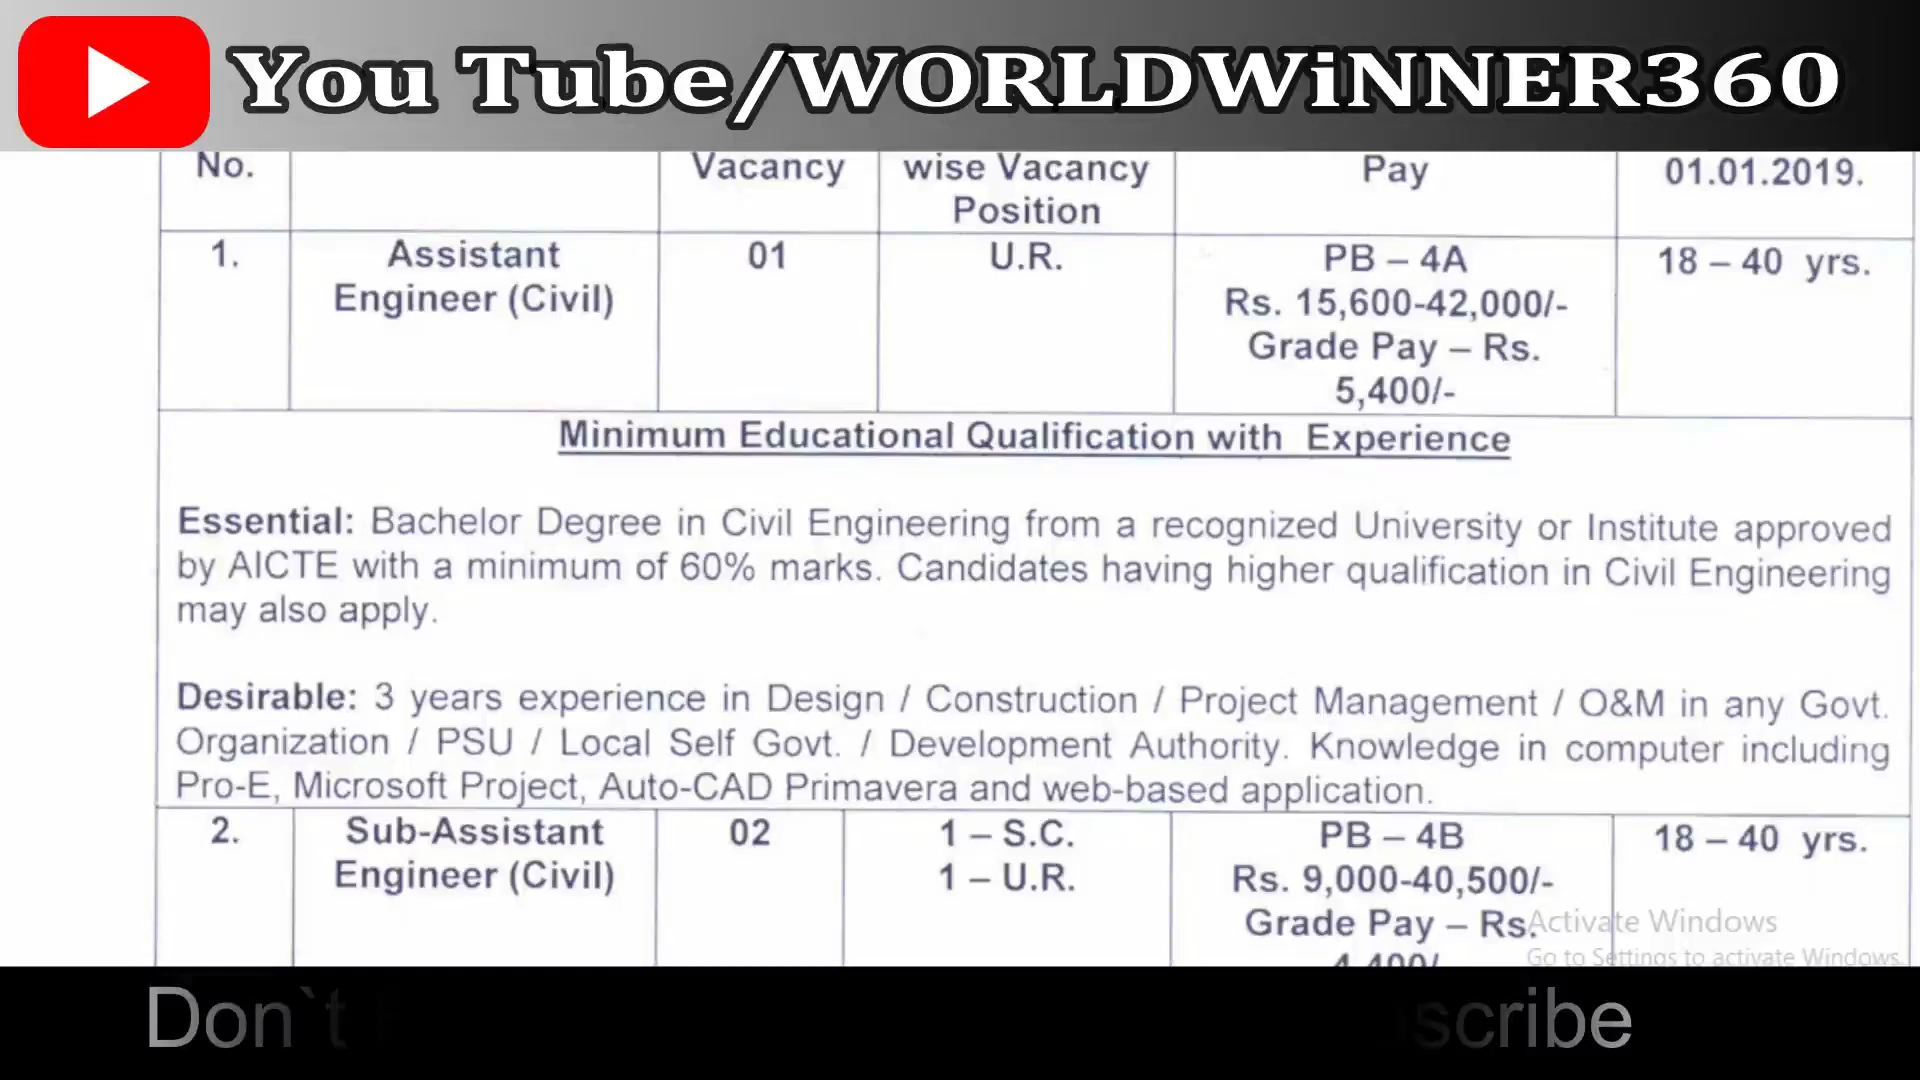 You Tube/WORLDWiNNER360
No. Vacancy wise Vacancy Pay 01.01.2019.
Position
1. Assistant 01 U.R. PB – 4A 18 – 40 yrs.
Engineer (Civil) Rs. 15,600-42,000/-
Grade Pay – Rs.
5,400/-
Minimum Educational Qualification with Experience
Essential: Bachelor Degree in Civil Engineering from a recognized University or Institute approved
by AICTE with a minimum of 60% marks. Candidates having higher qualification in Civil Engineering
may also apply.
Desirable: 3 years experience in Design / Construction / Project Management / O&M in any Govt.
Organization / PSU / Local Self Govt. / Development Authority. Knowledge in computer including
Pro-E, Microsoft Project, Auto-CAD Primavera and web-based application.
2. Sub-Assistant 02 1 – S.C. PB – 4B 18 – 40 yrs.
Engineer (Civil) 1 – U.R. Rs. 9,000-40,500/-
Grade Pay – Rs.
Activate Windows
Go to Settings to activate Windows.
Don`t